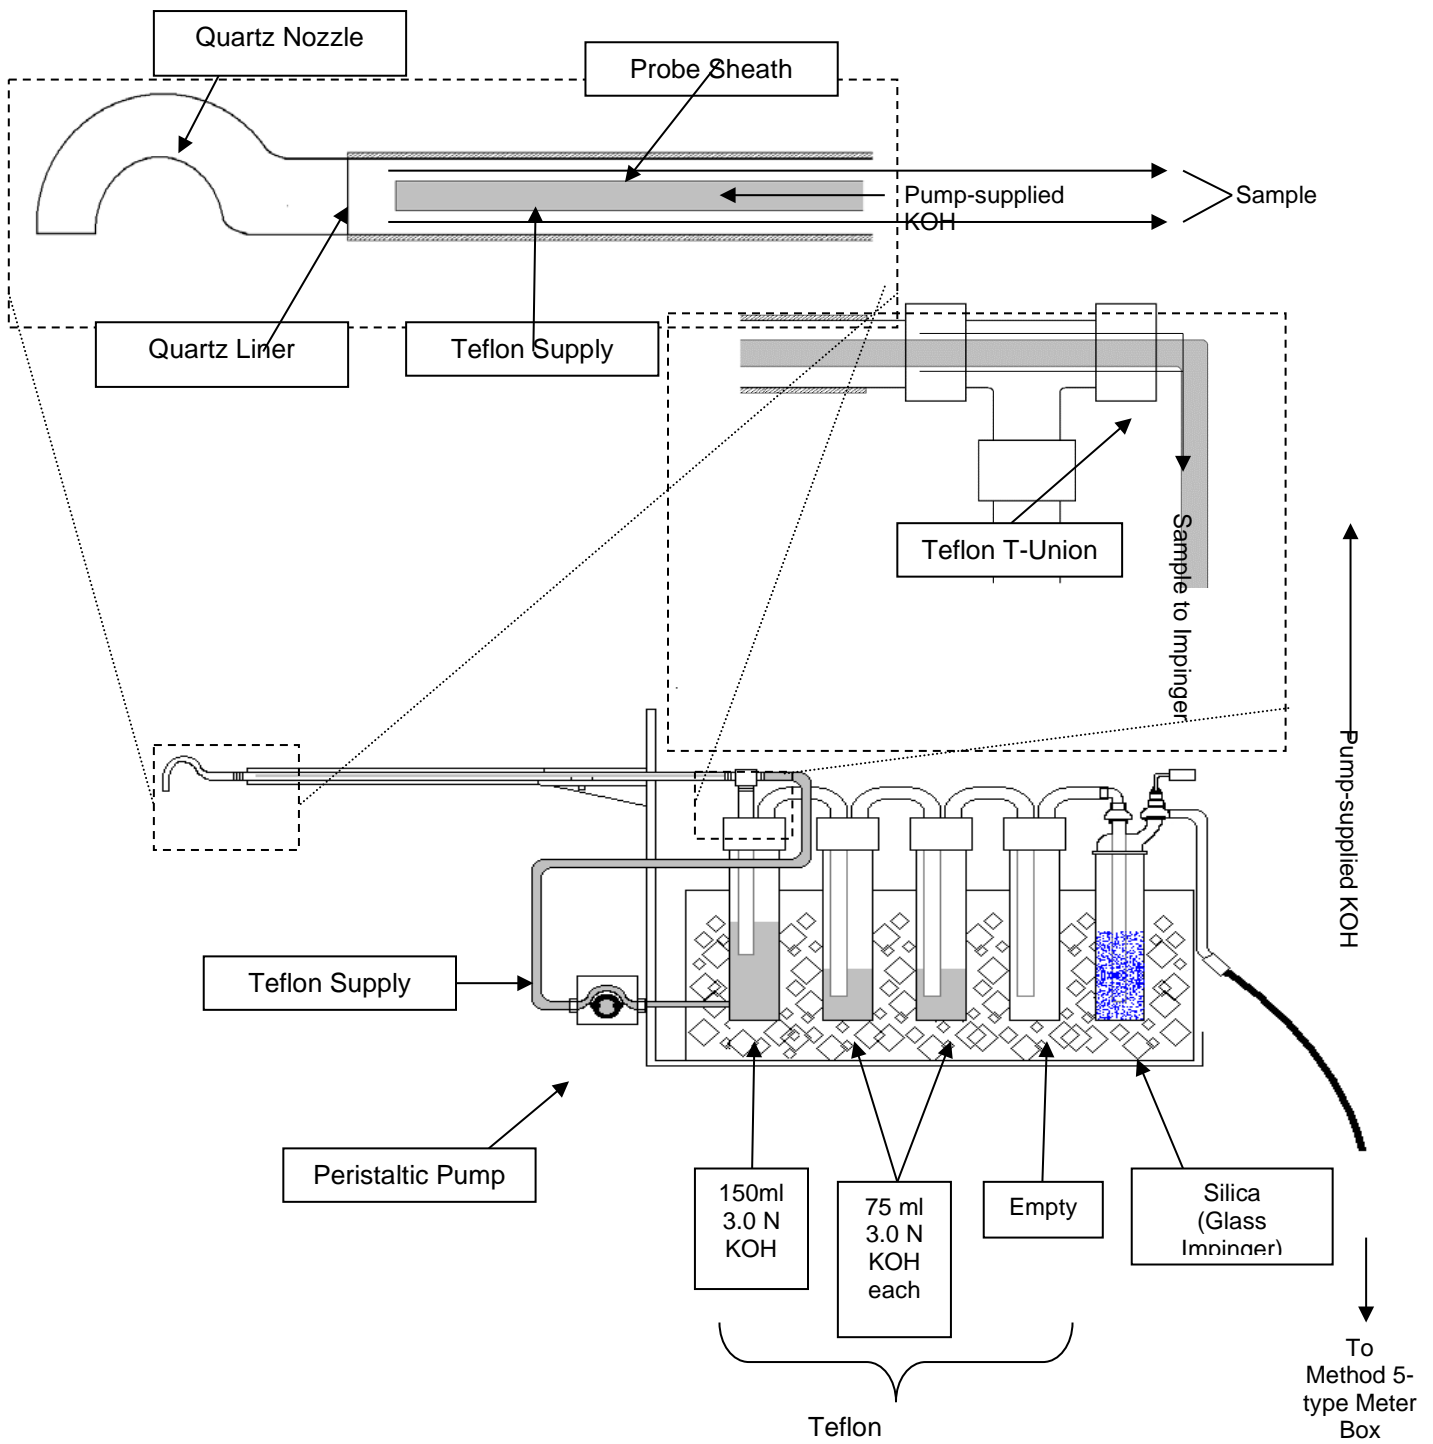 Quartz Nozzle
Probe Sheath
Pump-supplied
KOH
Sample
Quartz Liner
Teflon Supply
Teflon T-Union
Sample to Impinger
Pump-supplied KOH
Teflon Supply
Peristaltic Pump
150ml
3.0 N
KOH
75 ml
3.0 N
KOH
each
Empty
Silica
(Glass
Impinger)
Teflon
To
Method 5-
type Meter
Box